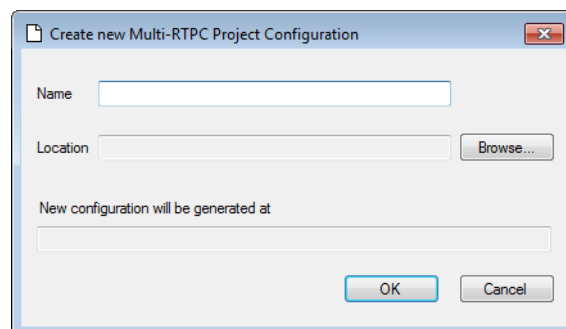 Create new Multi-RTPC Project Configuration
Name
Location
Browse...
New configuration will be generated at
OK
Cancel